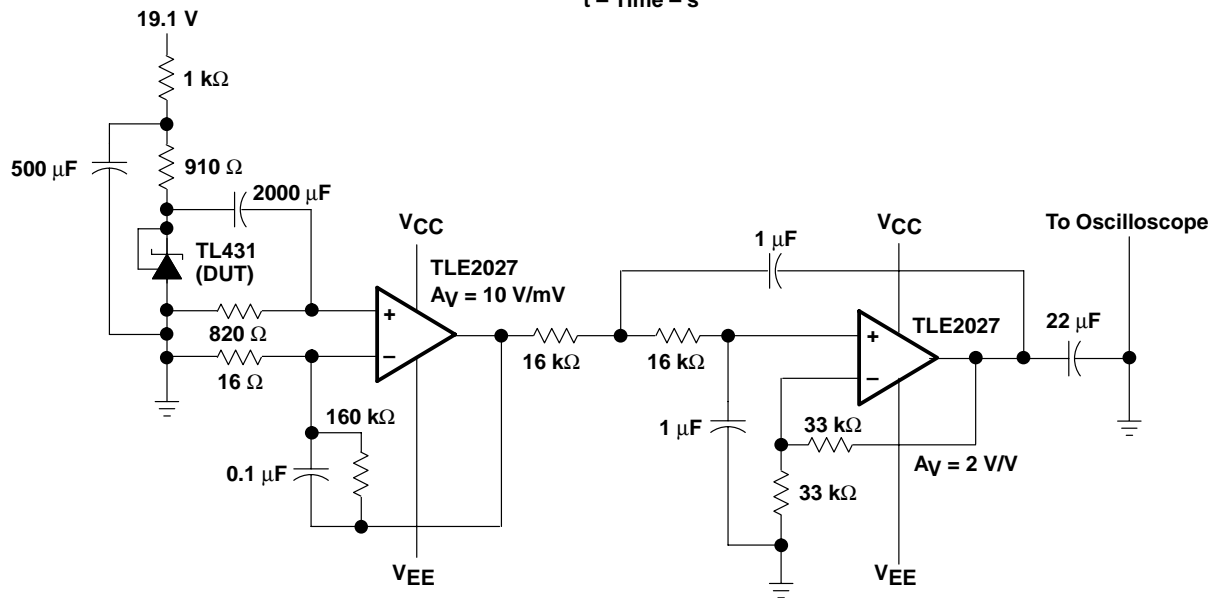 t – Time – s
19.1 V
1 kΩ
500 μF
910 Ω
2000 μF
TL431
(DUT)
820 Ω
16 Ω
VCC
TLE2027
AV = 10 V/mV
+
−
160 kΩ
0.1 μF
VEE
16 kΩ
16 kΩ
1 μF
1 μF
VCC
TLE2027
+
−
33 kΩ
33 kΩ
AV = 2 V/V
VEE
22 μF
To Oscilloscope